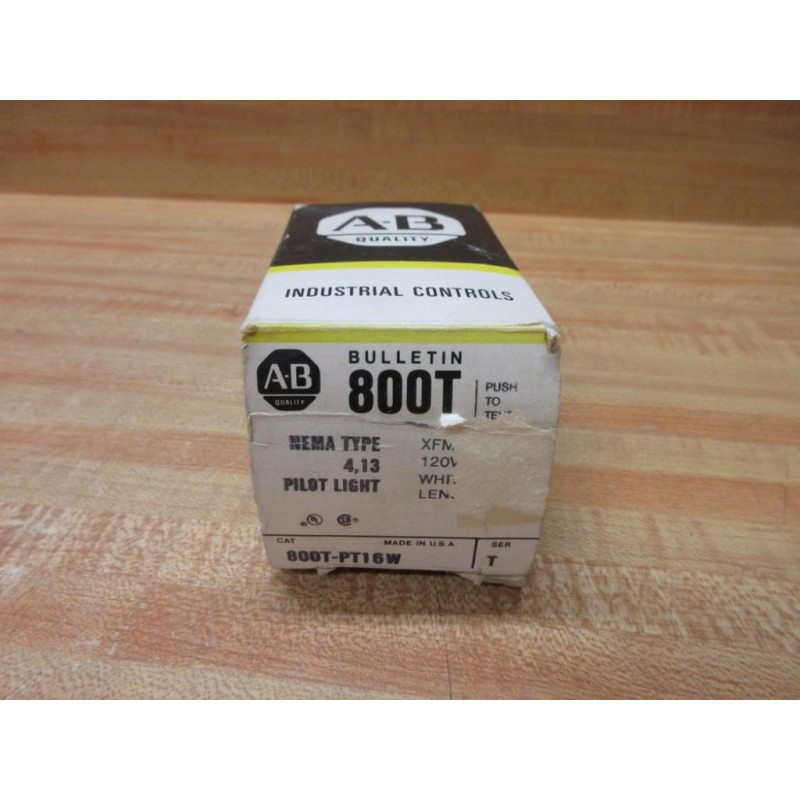 A·B
QUALITY
INDUSTRIAL CONTROLS
A·B
QUALITY
BULLETIN
800T
PUSH
TO
NEMA TYPE
4,13
PILOT LIGHT
XFM
120V
CAT
MADE IN U.S.A.
SER
800T-PT16W
T